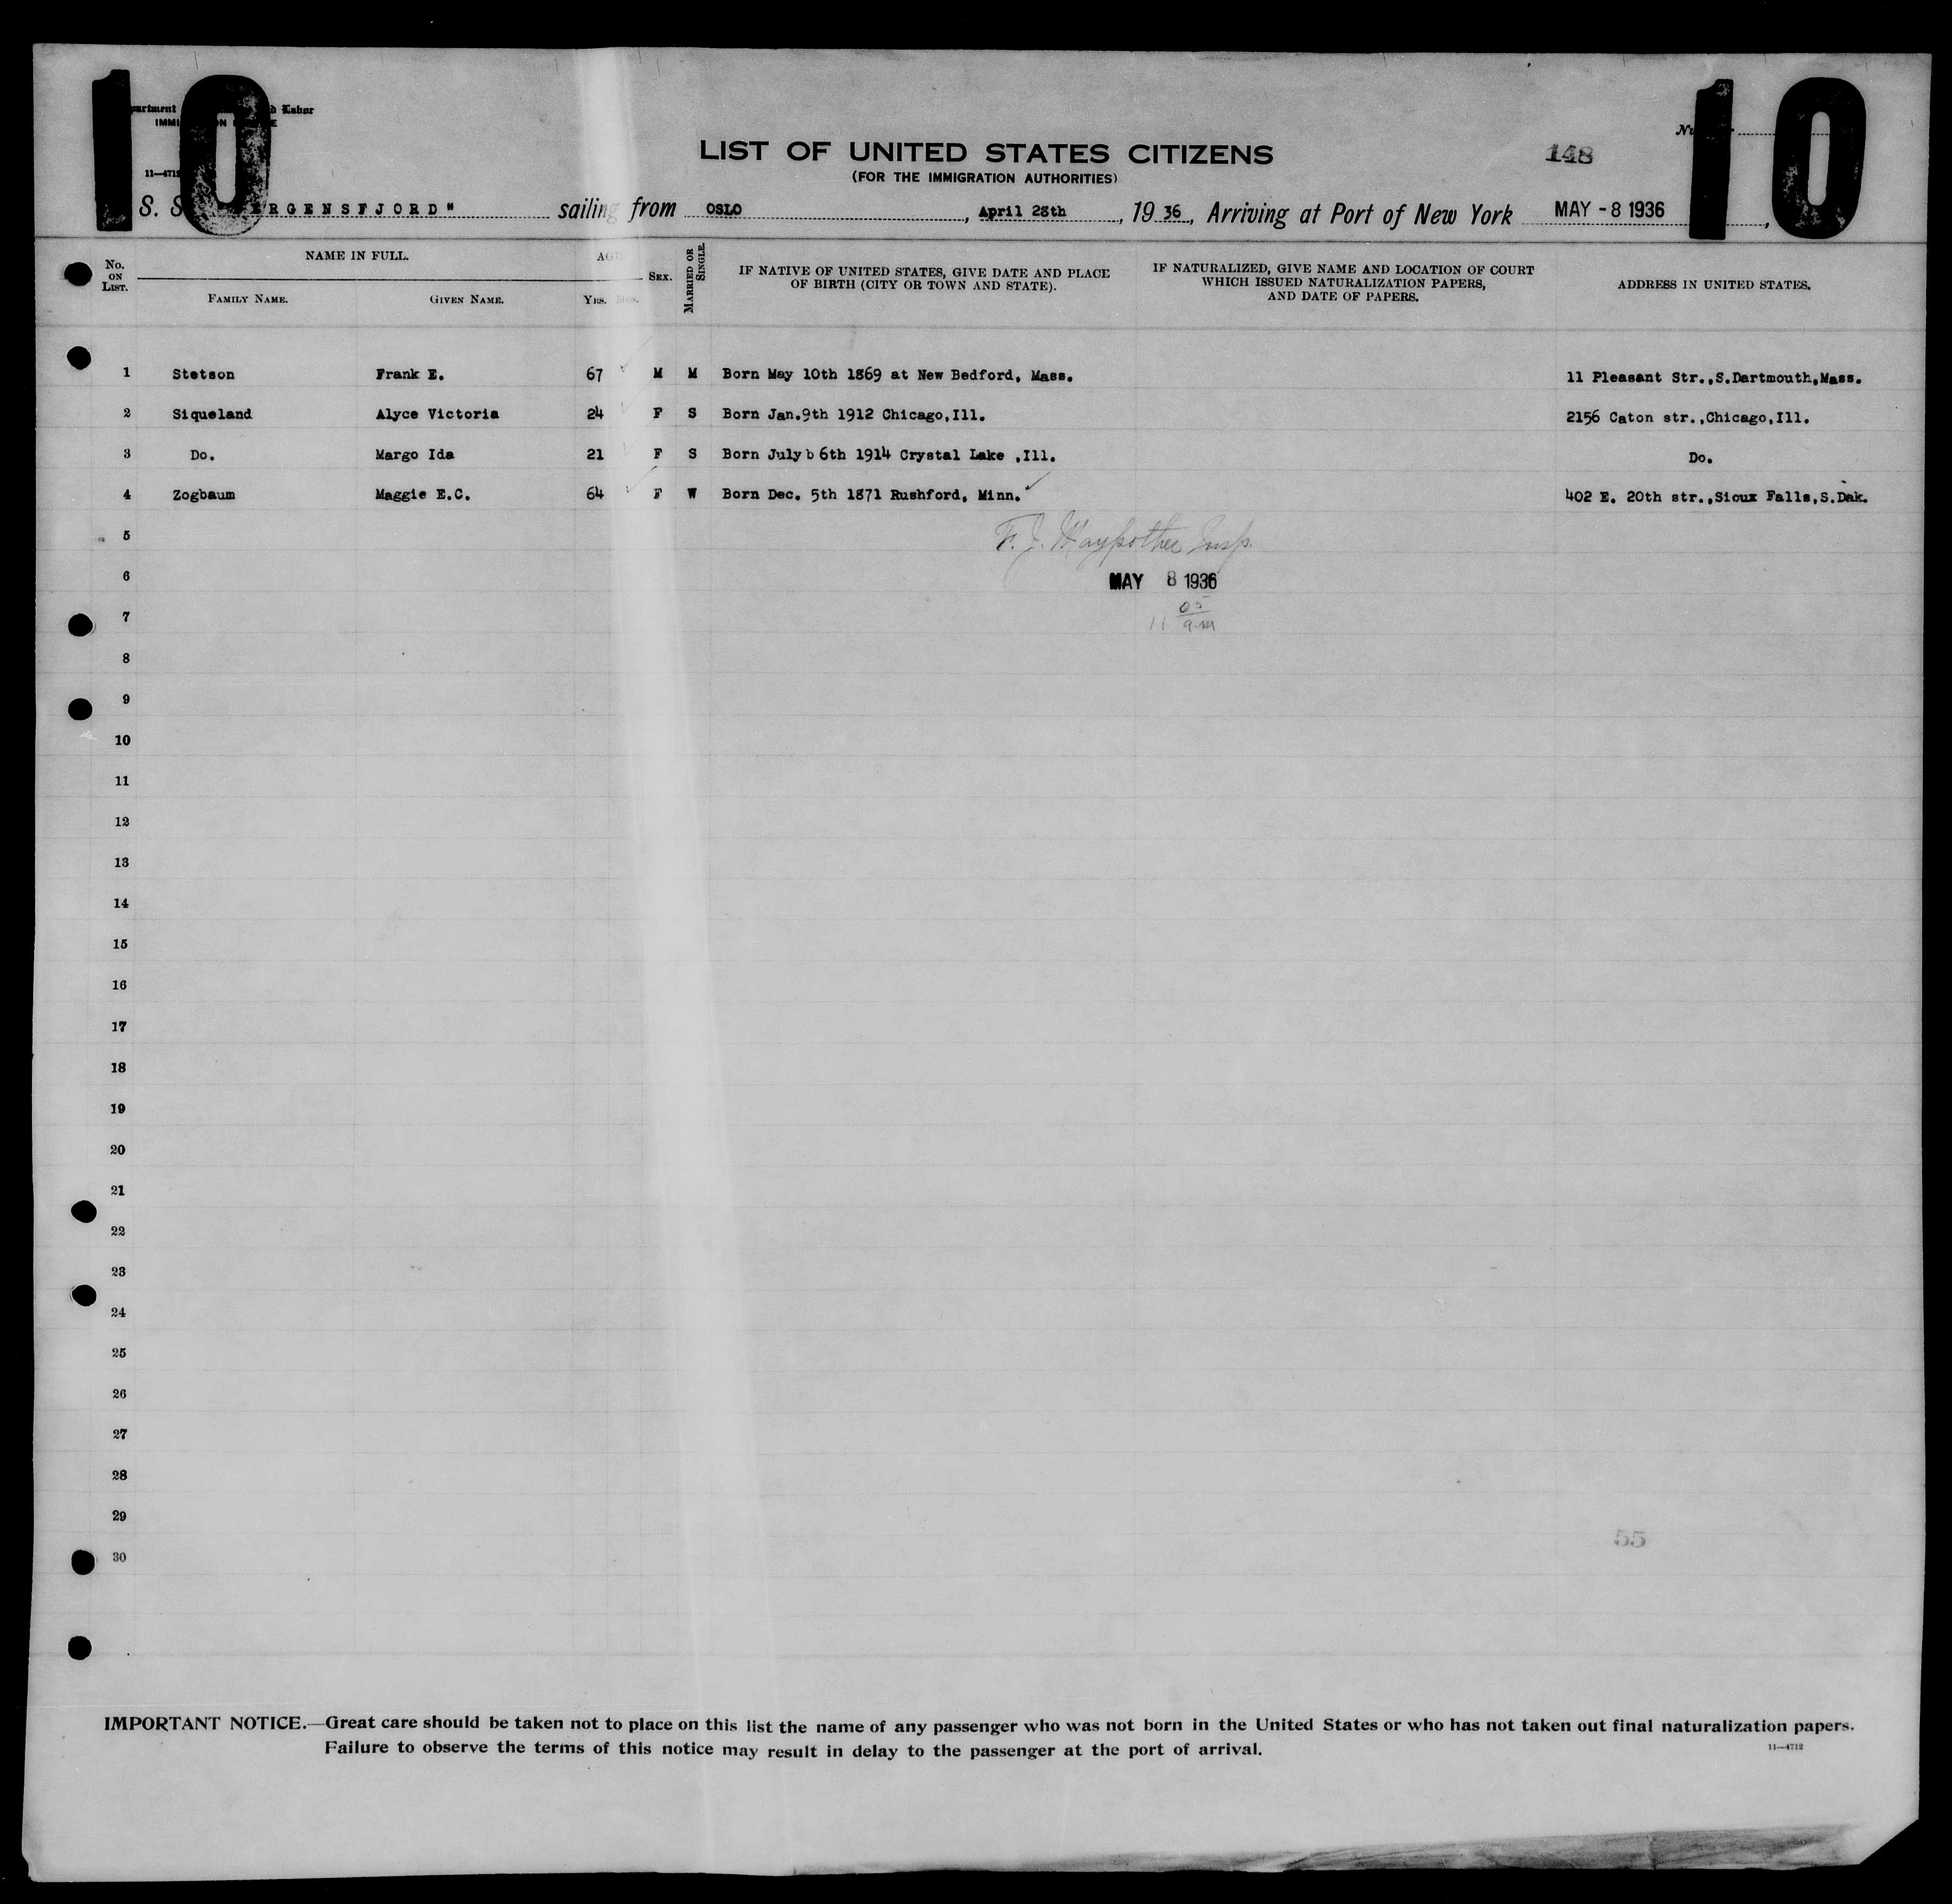 10
10
d Labor
11—4712
LIST OF UNITED STATES CITIZENS
148
(FOR THE IMMIGRATION AUTHORITIES)
S. S. RGENSFJORD" sailing from OSLO, April 28th, 19 36, Arriving at Port of New York MAY - 8 1936
No. ON LIST.
NAME IN FULL.
FAMILY NAME.
GIVEN NAME.
YRS.
MOS.
SEX.
MARRIED OR SINGLE.
IF NATIVE OF UNITED STATES, GIVE DATE AND PLACE
OF BIRTH (CITY OR TOWN AND STATE).
IF NATURALIZED, GIVE NAME AND LOCATION OF COURT
WHICH ISSUED NATURALIZATION PAPERS,
AND DATE OF PAPERS.
ADDRESS IN UNITED STATES.
1 Stetson Frank E. 67 M M Born May 10th 1869 at New Bedford, Mass. 11 Pleasant Str.,S.Dartmouth,Mass.
2 Siqueland Alyce Victoria 24 F S Born Jan.9th 1912 Chicago,Ill. 2156 Caton str.,Chicago,Ill.
3 Do. Margo Ida 21 F S Born July b 6th 1914 Crystal Lake ,Ill. Do.
4 Zogbaum Maggie E.C. 64 F W Born Dec. 5th 1871 Rushford, Minn. 402 E. 20th str.,Sioux Falls,S.Dak.
5 F. J. Insp.
6 MAY 8 1936
7 11 05 a.m
8
9
10
11
12
13
14
15
16
17
18
19
20
21
22
23
24
25
26
27
28
29
55
30
IMPORTANT NOTICE.—Great care should be taken not to place on this list the name of any passenger who was not born in the United States or who has not taken out final naturalization papers.
Failure to observe the terms of this notice may result in delay to the passenger at the port of arrival.
11—4712